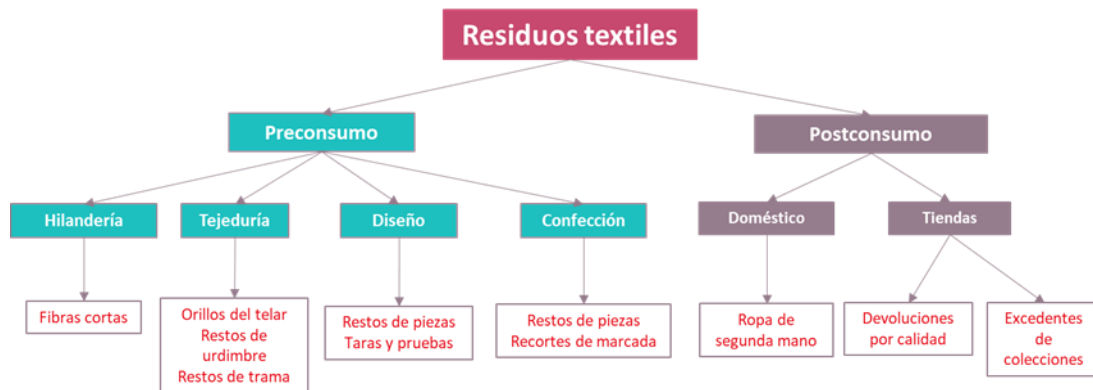 Residuos textiles
Preconsumo
Postconsumo
Hilandería
Tejeduría
Diseño
Confección
Doméstico
Tiendas
Fibras cortas
Orillos del telar
Restos de
urdimbre
Restos de trama
Restos de piezas
Taras y pruebas
Restos de piezas
Recortes de marcada
Ropa de
segunda mano
Devoluciones
por calidad
Excedentes
de
colecciones